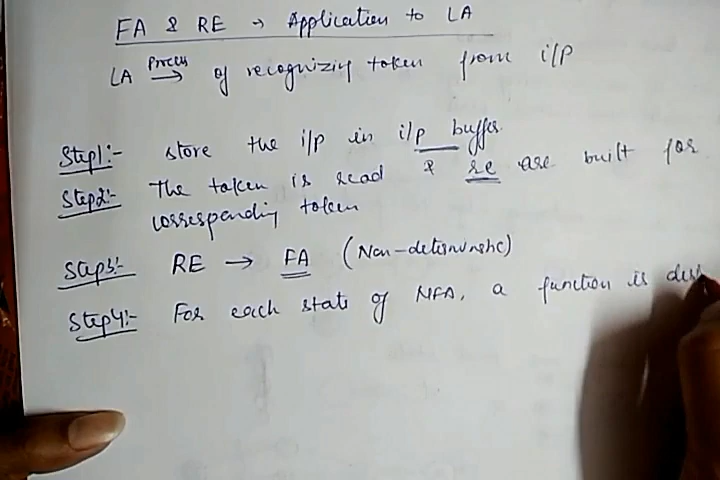 FA & RE → Application to LA
LA Process → of recognizing token from i/p
Step1:- store the i/p in i/p buffer
Step2:- The token is read & re are built for
corresponding token
Step3:- RE → FA (Non-deterministic)
Step4:- For each state of NFA, a function is